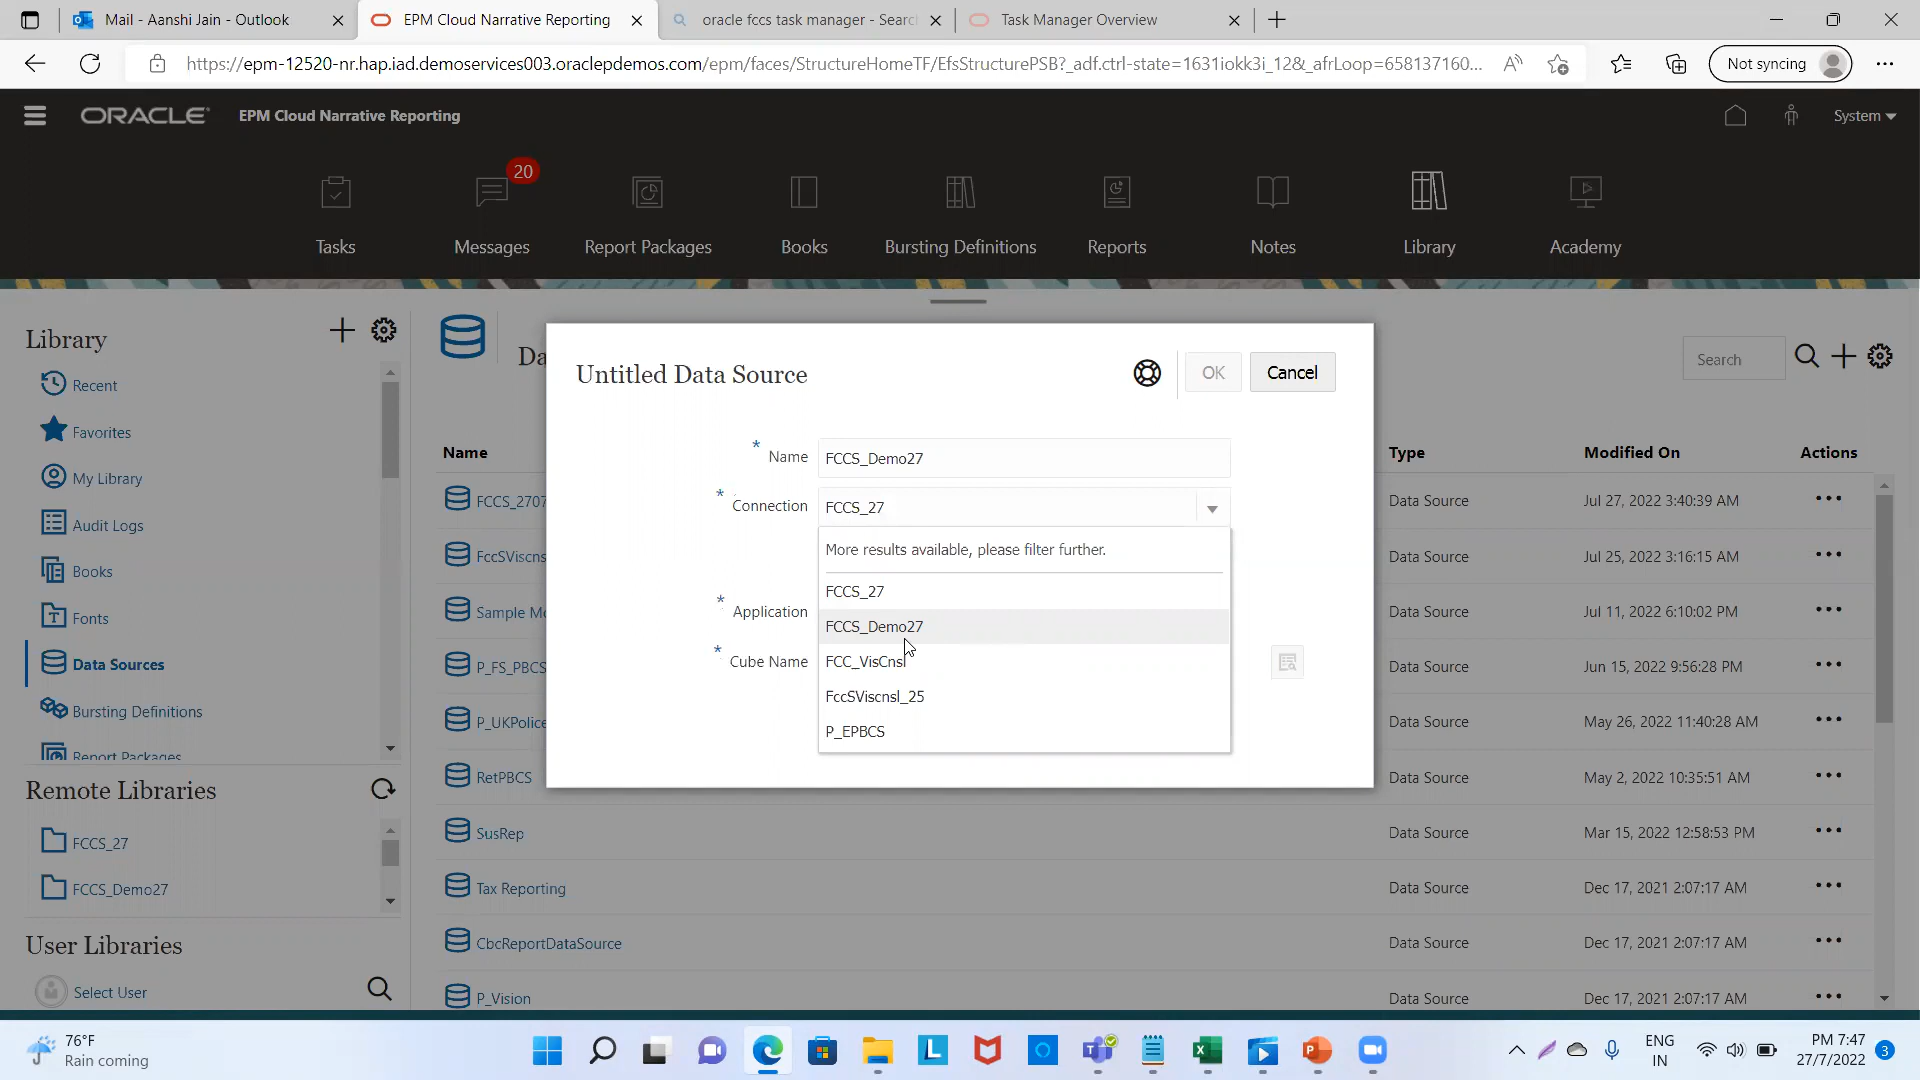 Mail - Aanshi Jain - Outlook
EPM Cloud Narrative Reporting
oracle fccs task manager - Searc
Task Manager Overview
https://epm-12520-nr.hap.iad.demoservices003.oraclepdemos.com/epm/faces/StructureHomeTF/EfsStructurePSB?_adf.ctrl-state=1631iokk3i_12&_afrLoop=658137160...
Not syncing
ORACLE
EPM Cloud Narrative Reporting
System
20
Tasks
Messages
Report Packages
Books
Bursting Definitions
Reports
Notes
Library
Academy
Library
Recent
Favorites
My Library
Audit Logs
Books
Fonts
Data Sources
Bursting Definitions
Report Packages
Remote Libraries
FCCS_27
FCCS_Demo27
User Libraries
Select User
Da
Search
Name
Type
Modified On
Actions
FCCS_2707
Data Source
Jul 27, 2022 3:40:39 AM
FccSViscns
Data Source
Jul 25, 2022 3:16:15 AM
Sample Mo
Data Source
Jul 11, 2022 6:10:02 PM
P_FS_PBCS
Data Source
Jun 15, 2022 9:56:28 PM
P_UKPolice
Data Source
May 26, 2022 11:40:28 AM
RetPBCS
Data Source
May 2, 2022 10:35:51 AM
SusRep
Data Source
Mar 15, 2022 12:58:53 PM
Tax Reporting
Data Source
Dec 17, 2021 2:07:17 AM
CbcReportDataSource
Data Source
Dec 17, 2021 2:07:17 AM
P_Vision
Data Source
Dec 17, 2021 2:07:17 AM
Untitled Data Source
OK
Cancel
* Name
FCCS_Demo27
* Connection
FCCS_27
More results available, please filter further.
FCCS_27
FCCS_Demo27
FCC_VisCnsl
FccSViscnsl_25
P_EPBCS
* Application
* Cube Name
76°F
Rain coming
ENG
IN
PM 7:47
27/7/2022
3